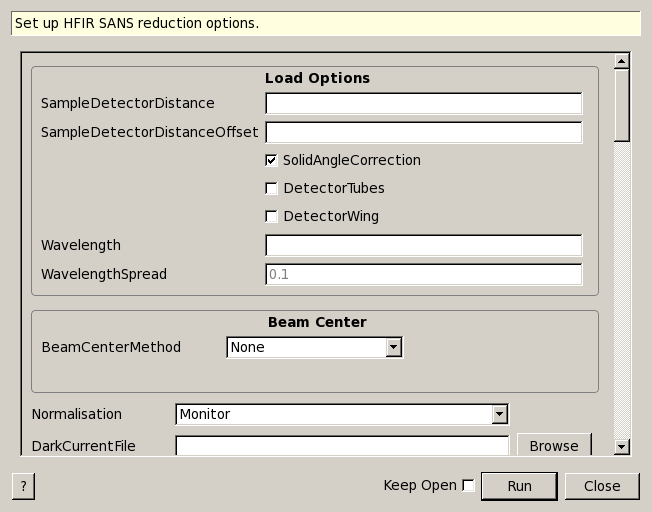 Set up HFIR SANS reduction options.
Load Options
SampleDetectorDistance
SampleDetectorDistanceOffset
SolidAngleCorrection
DetectorTubes
DetectorWing
Wavelength
WavelengthSpread 0.1
Beam Center
BeamCenterMethod None
Normalisation Monitor
DarkCurrentFile Browse
? Keep Open Run Close